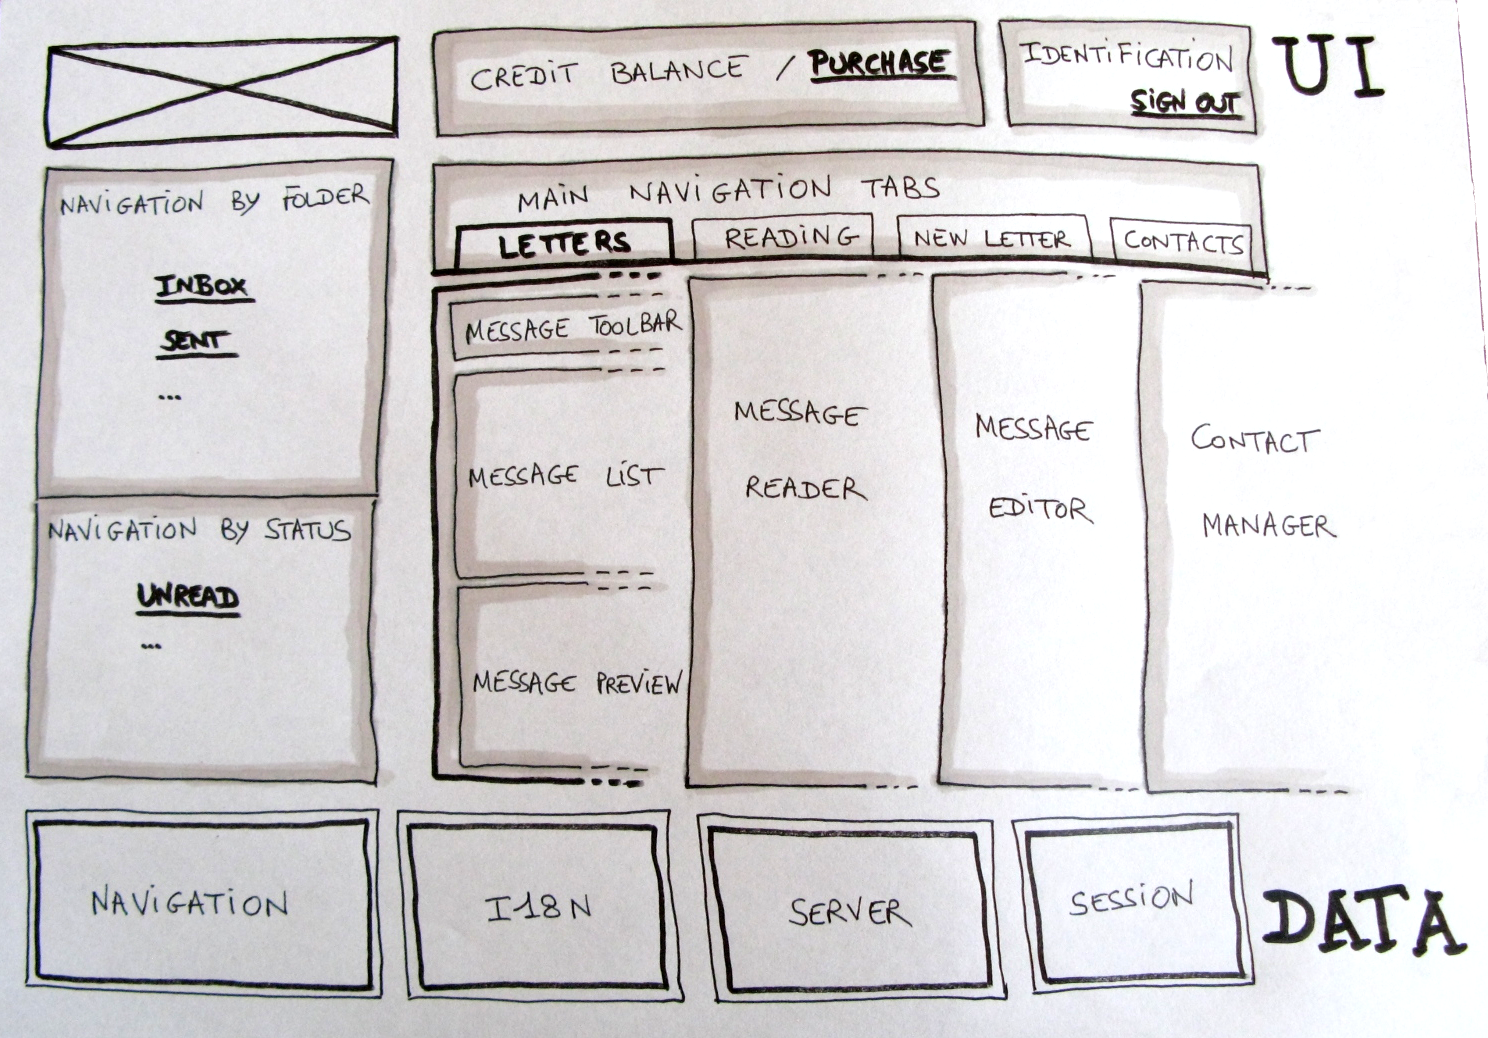 CREDIT BALANCE / PURCHASE
IDENTIFICATION
SIGN OUT
UI
NAVIGATION BY FOLDER
INBOX
SENT
...
NAVIGATION BY STATUS
UNREAD
...
MAIN NAVIGATION TABS
LETTERS
READING
NEW LETTER
CONTACTS
MESSAGE TOOLBAR
MESSAGE LIST
MESSAGE PREVIEW
MESSAGE
READER
MESSAGE
EDITOR
CONTACT
MANAGER
NAVIGATION
I18N
SERVER
SESSION
DATA